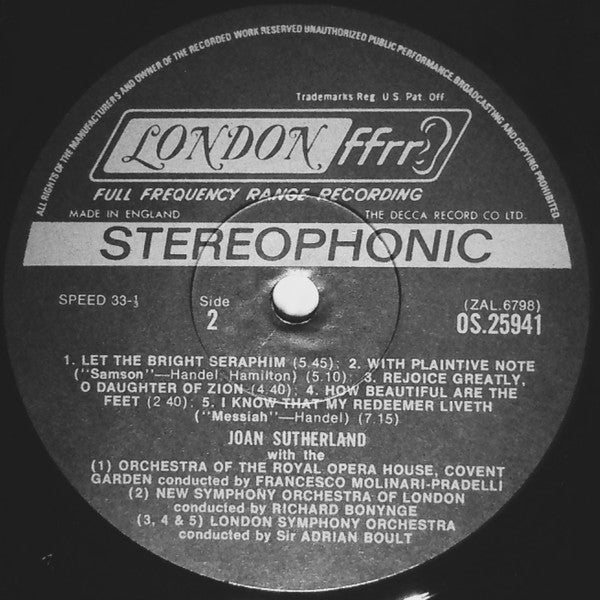 ALL RIGHTS OF THE MANUFACTURERS AND OWNER OF THE RECORDED WORK RESERVED UNAUTHORIZED PUBLIC PERFORMANCE, BROADCASTING AND COPYING PROHIBITED
Trademarks Reg U S Pat. Off
LONDON ffrr
FULL FREQUENCY RANGE RECORDING
MADE IN ENGLAND THE DECCA RECORD CO LTD.
STEREOPHONIC
SPEED 33-⅓ Side (ZAL.6798)
2 OS.25941
1. LET THE BRIGHT SERAPHIM (5.45); 2. WITH PLAINTIVE NOTE
("Samson"—Handel, Hamilton) (5.10); 3. REJOICE GREATLY,
O DAUGHTER OF ZION (4.40) 4. HOW BEAUTIFUL ARE THE
FEET (2 40); 5. I KNOW THAT MY REDEEMER LIVETH
("Messiah"—Handel) (7.15)
JOAN SUTHERLAND
with the
(1) ORCHESTRA OF THE ROYAL OPERA HOUSE, COVENT
GARDEN conducted by FRANCESCO MOLINARI-PRADELLI
(2) NEW SYMPHONY ORCHESTRA OF LONDON
conducted by RICHARD BONYNGE
(3, 4 & 5) LONDON SYMPHONY ORCHESTRA
conducted by Sir ADRIAN BOULT